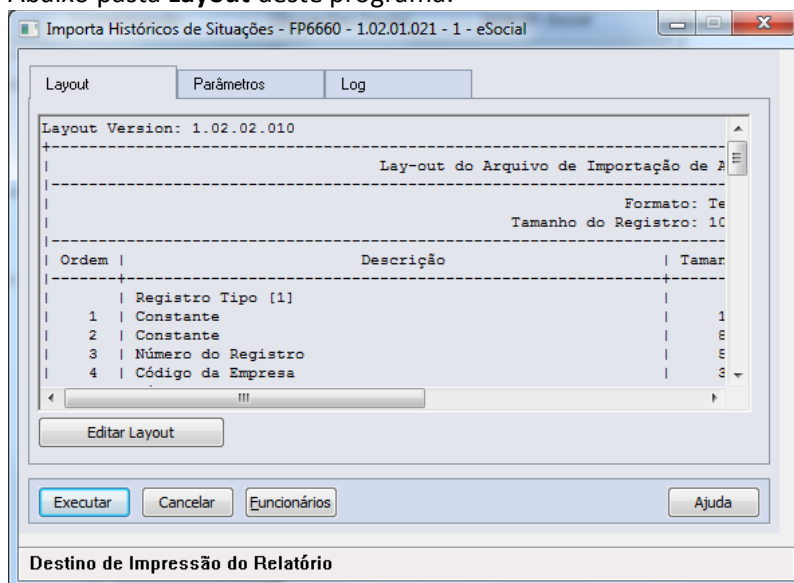 Abaixo pasta Layout deste programa:
Importa Históricos de Situações - FP6660 - 1.02.01.021 - 1 - eSocial
Layout Parâmetros Log
Layout Version: 1.02.02.010
Lay-out do Arquivo de Importação de A
Formato: Te
Tamanho do Registro: 10
Ordem | Descrição | Taman
Registro Tipo [1]
1 | Constante | 1
2 | Constante | 8
3 | Número do Registro | 5
4 | Código da Empresa | 3
Editar Layout
Executar Cancelar Funcionários Ajuda
Destino de Impressão do Relatório